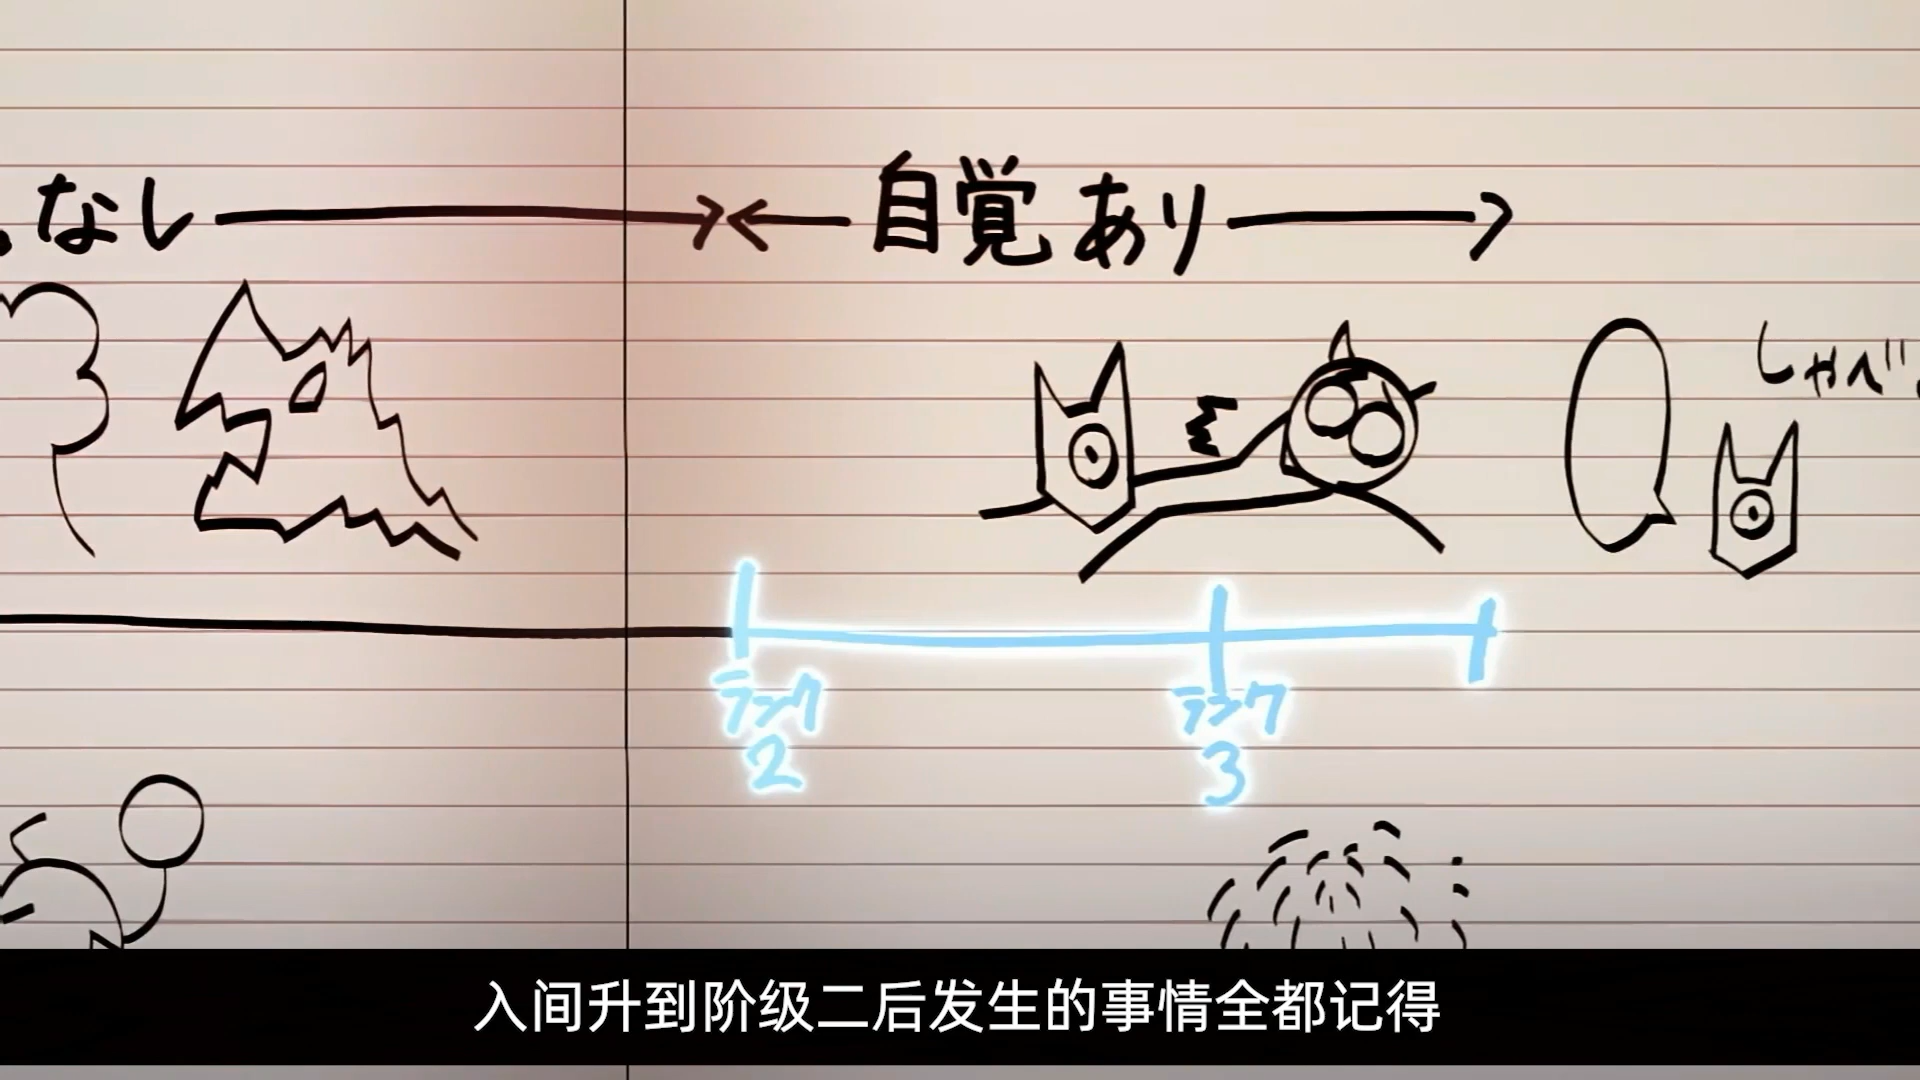 なし
自覚あり
しゃべ
ランク
2
ランク
3
入间升到阶级二后发生的事情全都记得